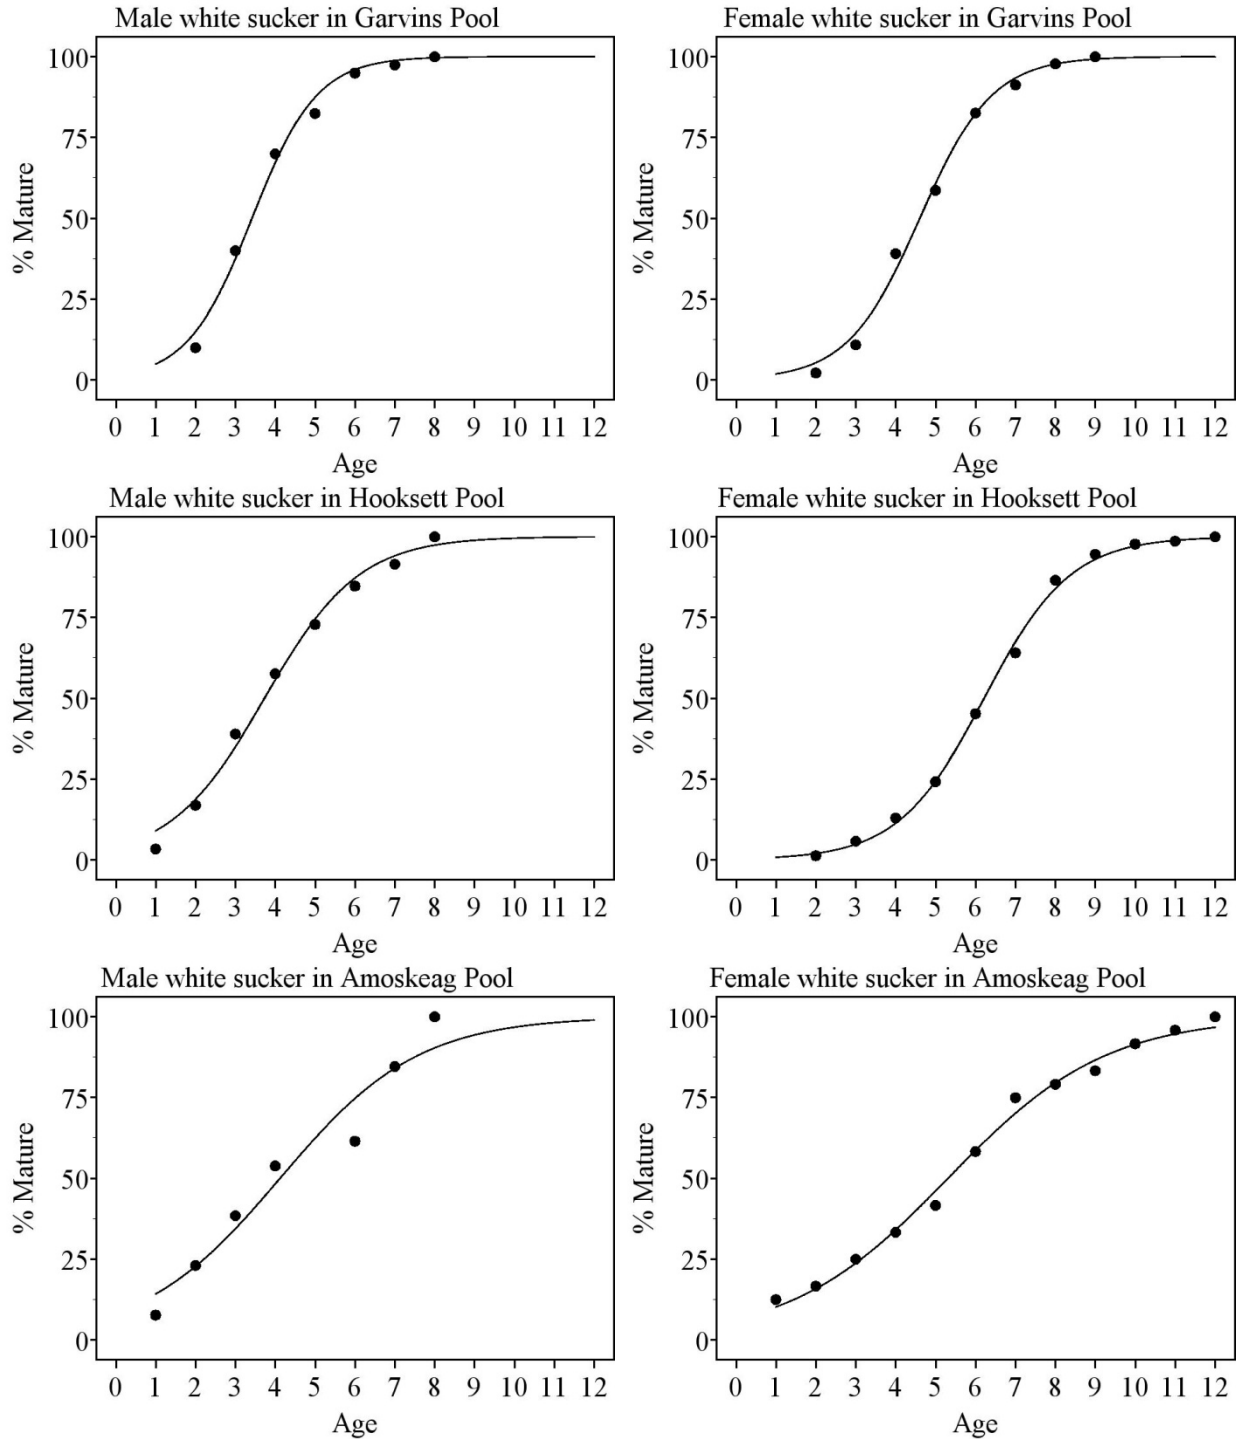 Male white sucker in Garvins Pool
100
75
50
25
0
% Mature
0 1 2 3 4 5 6 7 8 9 10 11 12
Age
Female white sucker in Garvins Pool
100
75
50
25
0
% Mature
0 1 2 3 4 5 6 7 8 9 10 11 12
Age
Male white sucker in Hooksett Pool
100
75
50
25
0
% Mature
0 1 2 3 4 5 6 7 8 9 10 11 12
Age
Female white sucker in Hooksett Pool
100
75
50
25
0
% Mature
0 1 2 3 4 5 6 7 8 9 10 11 12
Age
Male white sucker in Amoskeag Pool
100
75
50
25
0
% Mature
0 1 2 3 4 5 6 7 8 9 10 11 12
Age
Female white sucker in Amoskeag Pool
100
75
50
25
0
% Mature
0 1 2 3 4 5 6 7 8 9 10 11 12
Age